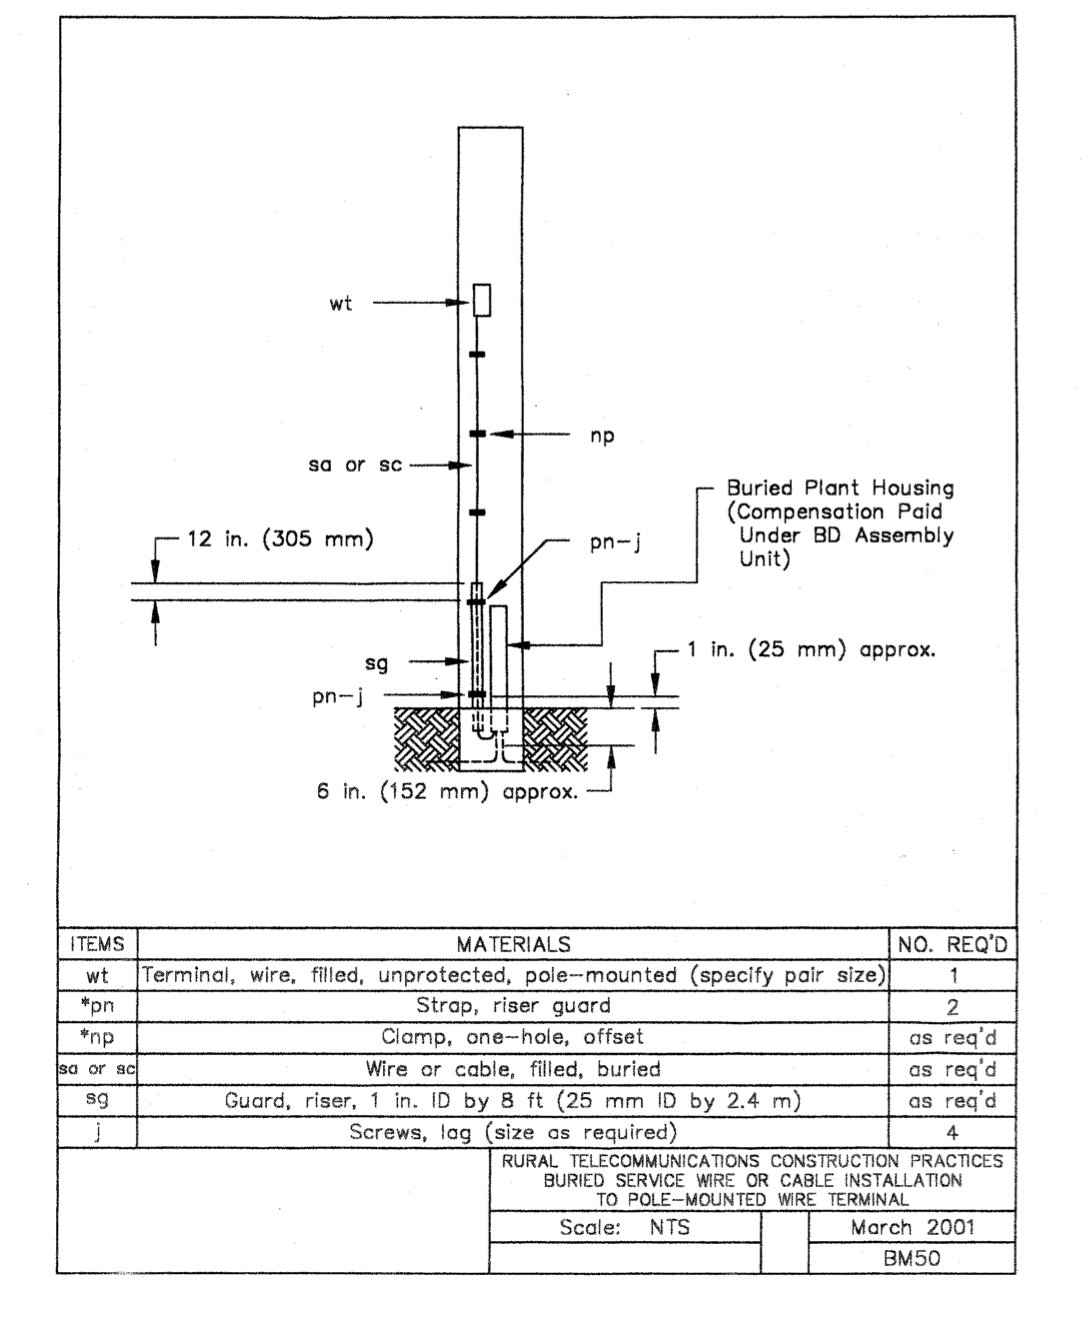 wt
np
sa or sc
Buried Plant Housing
(Compensation Paid
Under BD Assembly
Unit)
12 in. (305 mm)
pn-j
1 in. (25 mm) approx.
sg
pn-j
6 in. (152 mm) approx.
ITEMS MATERIALS NO. REQ'D
wt Terminal, wire, filled, unprotected, pole-mounted (specify pair size) 1
*pn Strap, riser guard 2
*np Clamp, one-hole, offset as req'd
sa or sc Wire or cable, filled, buried as req'd
sg Guard, riser, 1 in. ID by 8 ft (25 mm ID by 2.4 m) as req'd
j Screws, lag (size as required) 4
RURAL TELECOMMUNICATIONS CONSTRUCTION PRACTICES
BURIED SERVICE WIRE OR CABLE INSTALLATION
TO POLE-MOUNTED WIRE TERMINAL
Scale: NTS March 2001
BM50